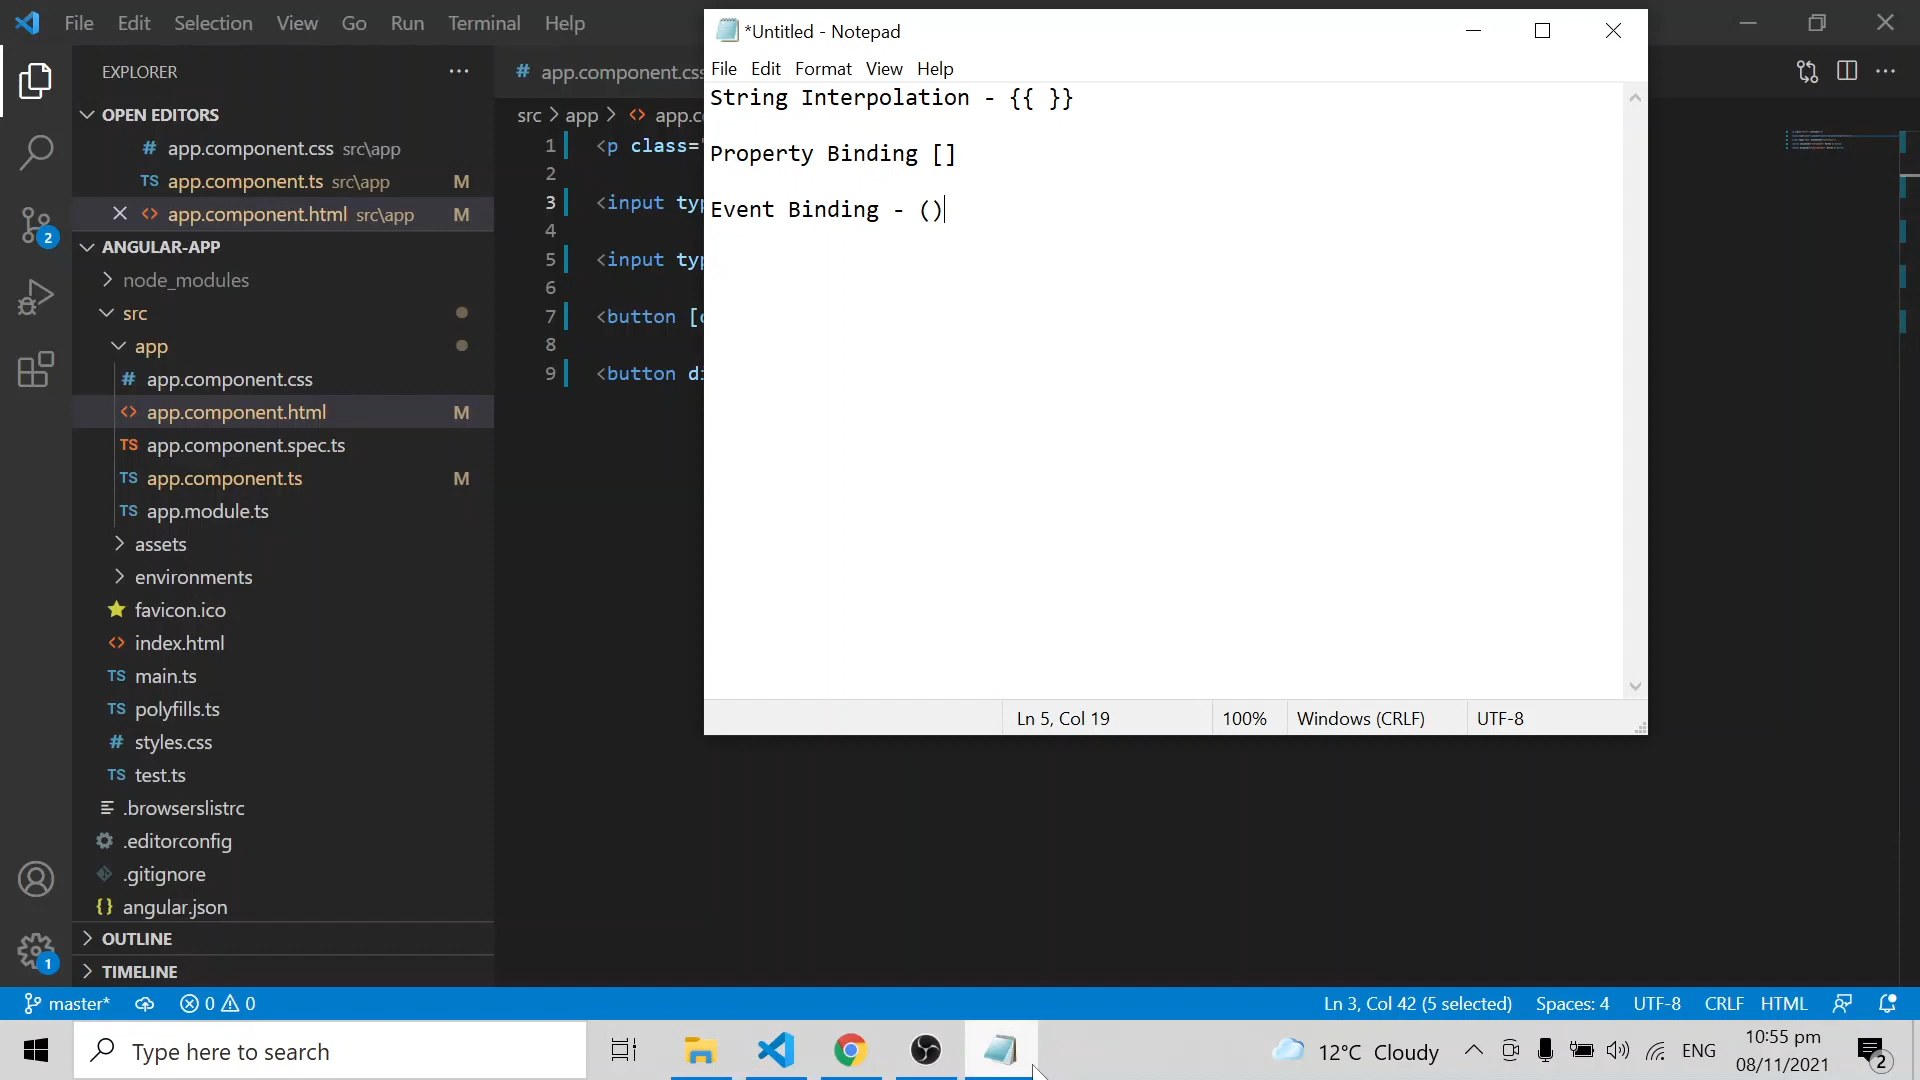 File Edit Selection View Go Run Terminal Help
EXPLORER
OPEN EDITORS
# app.component.css src\app
TS app.component.ts src\app M
<> app.component.html src\app M
ANGULAR-APP
node_modules
src
app
# app.component.css
<> app.component.html M
TS app.component.spec.ts
TS app.component.ts M
TS app.module.ts
assets
environments
favicon.ico
<> index.html
TS main.ts
TS polyfills.ts
# styles.css
TS test.ts
.browserslistrc
.editorconfig
.gitignore
{} angular.json
OUTLINE
TIMELINE
# app.component.css
src > app > <> app.c
1 <p class=
2
3 <input typ
4
5 <input typ
6
7 <button [
8
9 <button di
*Untitled - Notepad
File Edit Format View Help
String Interpolation - {{ }}
Property Binding []
Event Binding - ()
Ln 5, Col 19 100% Windows (CRLF) UTF-8
2
1
master* 0 0 Ln 3, Col 42 (5 selected) Spaces: 4 UTF-8 CRLF HTML
Type here to search
12°C Cloudy ENG 10:55 pm
08/11/2021
2